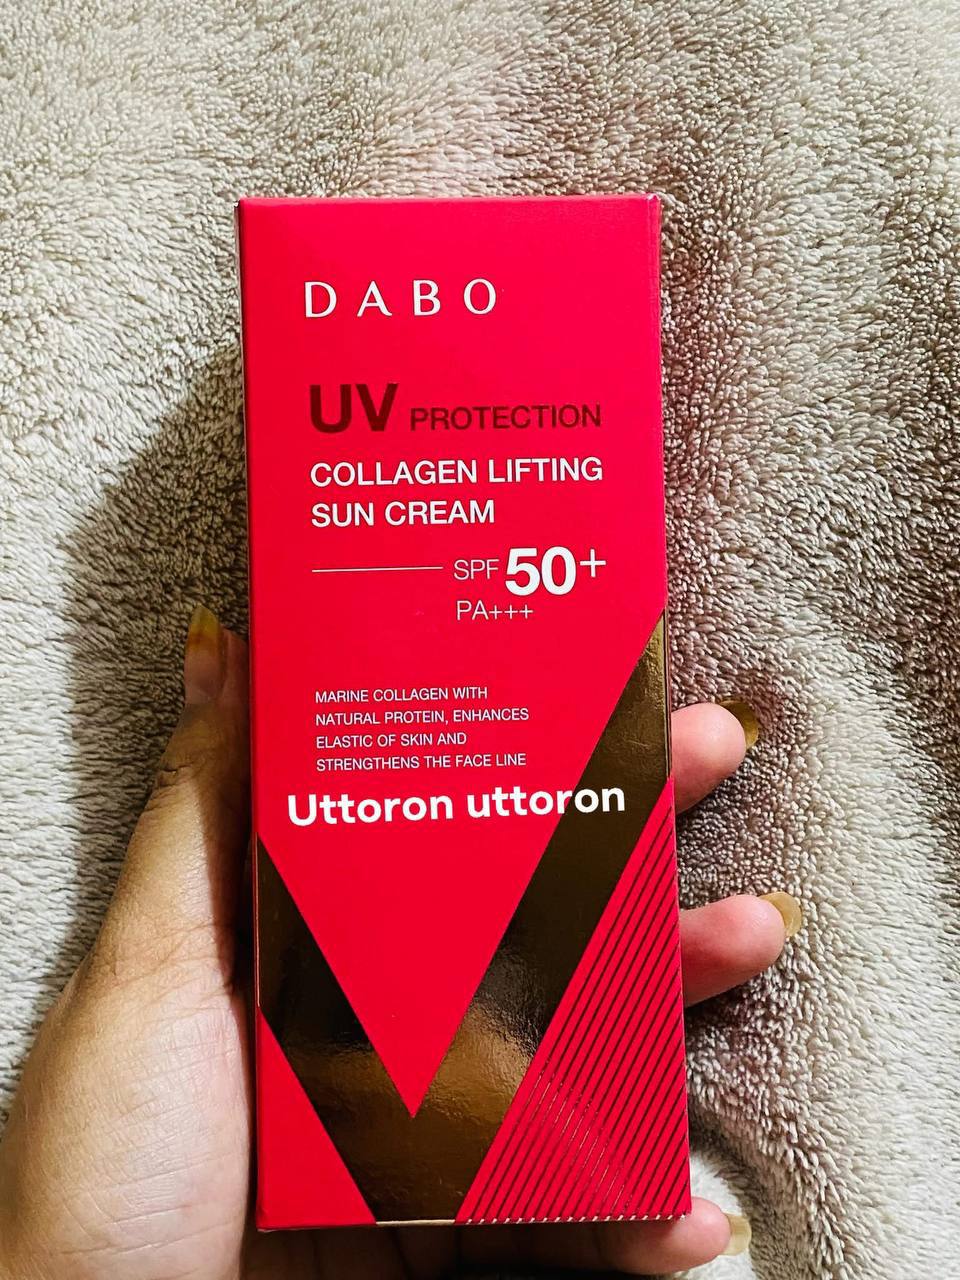 DABO
UV PROTECTION
COLLAGEN LIFTING
SUN CREAM
SPF 50+
PA+++
MARINE COLLAGEN WITH
NATURAL PROTEIN, ENHANCES
ELASTIC OF SKIN AND
STRENGTHENS THE FACE LINE
Uttoron uttoron